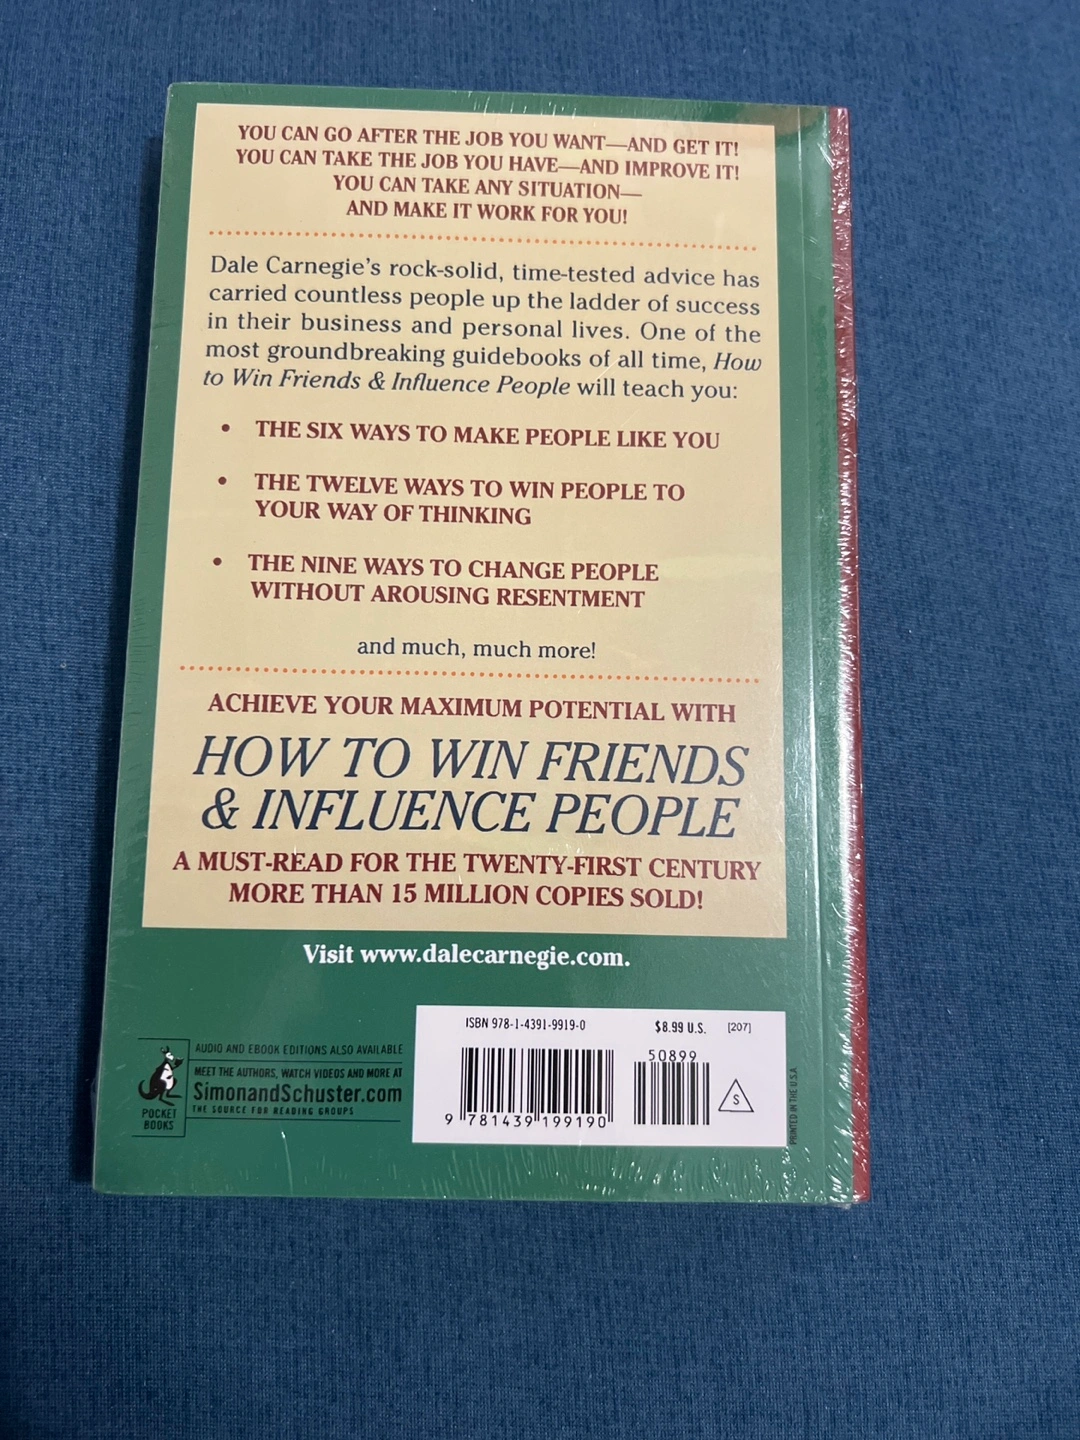 YOU CAN GO AFTER THE JOB YOU WANT—AND GET IT!
YOU CAN TAKE THE JOB YOU HAVE—AND IMPROVE IT!
YOU CAN TAKE ANY SITUATION—
AND MAKE IT WORK FOR YOU!
Dale Carnegie's rock-solid, time-tested advice has
carried countless people up the ladder of success
in their business and personal lives. One of the
most groundbreaking guidebooks of all time, How
to Win Friends & Influence People will teach you:
• THE SIX WAYS TO MAKE PEOPLE LIKE YOU
• THE TWELVE WAYS TO WIN PEOPLE TO
YOUR WAY OF THINKING
• THE NINE WAYS TO CHANGE PEOPLE
WITHOUT AROUSING RESENTMENT
and much, much more!
ACHIEVE YOUR MAXIMUM POTENTIAL WITH
HOW TO WIN FRIENDS
& INFLUENCE PEOPLE
A MUST-READ FOR THE TWENTY-FIRST CENTURY
MORE THAN 15 MILLION COPIES SOLD!
Visit www.dalecarnegie.com.
AUDIO AND EBOOK EDITIONS ALSO AVAILABLE
MEET THE AUTHORS, WATCH VIDEOS AND MORE AT
SimonandSchuster.com
THE SOURCE FOR READING GROUPS
POCKET
BOOKS
ISBN 978-1-4391-9919-0 $8.99 U.S. [207]
50899
9 781439 199190
S
PRINTED IN THE U.S.A